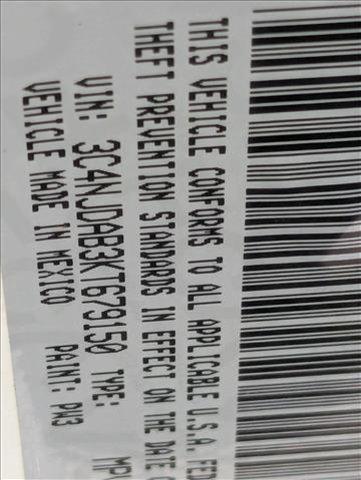 THIS VEHICLE CONFORMS TO ALL APPLICABLE U.S.A. FED
THEFT PREVENTION STANDARDS IN EFFECT ON THE DATE
VIN: 3C4NJDAB3KT679150 TYPE: MP
VEHICLE MADE IN MEXICO PAINT: PW3